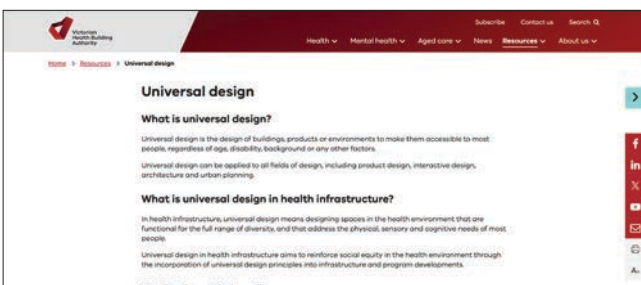 Victorian
Health Building
Authority
Subscribe Contact us Search
Health Mental health Aged care News Resources About us
Home > Resources > Universal design
Universal design
What is universal design?
Universal design is the design of buildings, products or environments to make them accessible to most
people, regardless of age, disability, background or any other factors.
Universal design can be applied to all fields of design, including product design, interactive design,
architecture and urban planning.
What is universal design in health infrastructure?
In health infrastructure, universal design means designing spaces in the health environment that are
functional for the full range of diversity, and that address the physical, sensory and cognitive needs of most
people.
Universal design in health infrastructure aims to reinforce social equity in the health environment through
the incorporation of universal design principles into infrastructure and program developments.